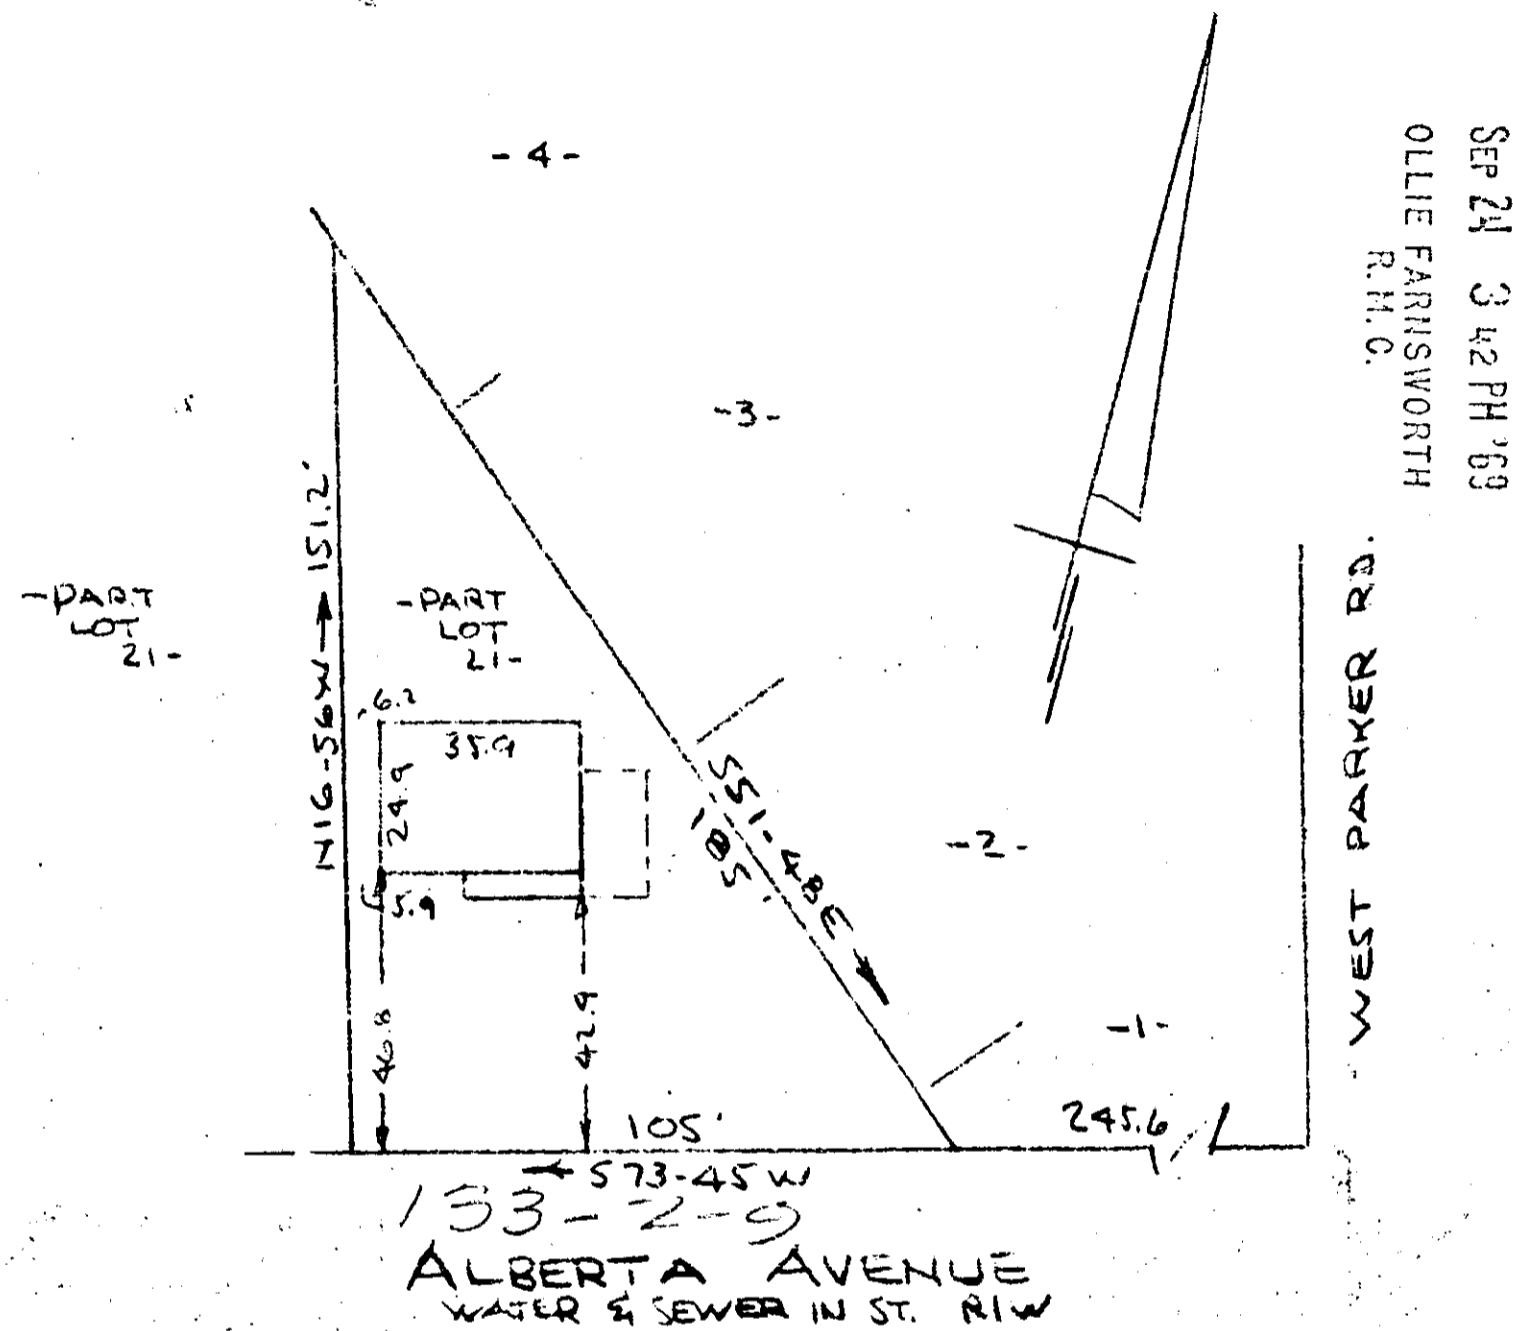 SEP 24 3 42 PM '69
OLLIE FARNSWORTH
R.M.C.
- 4 -
-3-
N16-56W → 151.2'
-PART
LOT
21-
-PART
LOT
21-
6.2
35.9
24.9
5.9
S51-48E
185'
-2-
WEST PARKER RD.
-1-
46.8
42.9
105'
245.6
S73-45W
133-2-9
ALBERTA AVENUE
WATER & SEWER IN ST. R/W